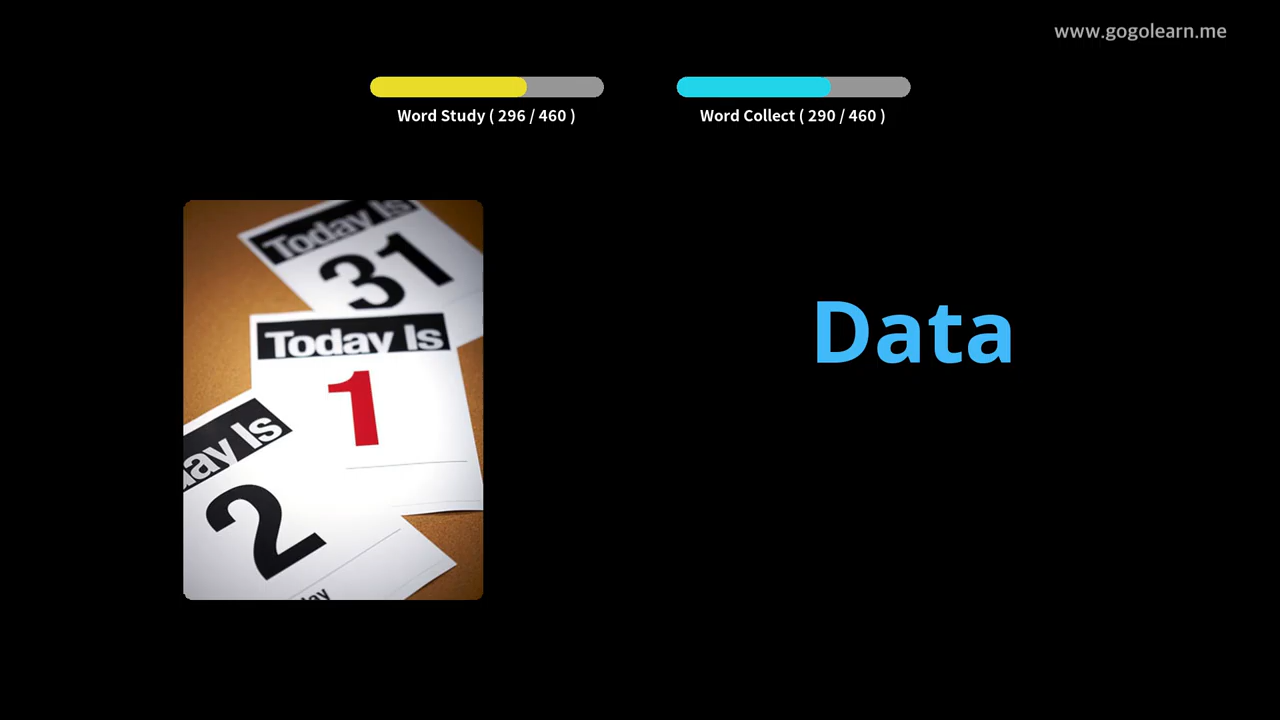 www.gogolearn.me
Word Study ( 296 / 460 )
Word Collect ( 290 / 460 )
Today Is
31
Today Is
1
Data
ay Is
2